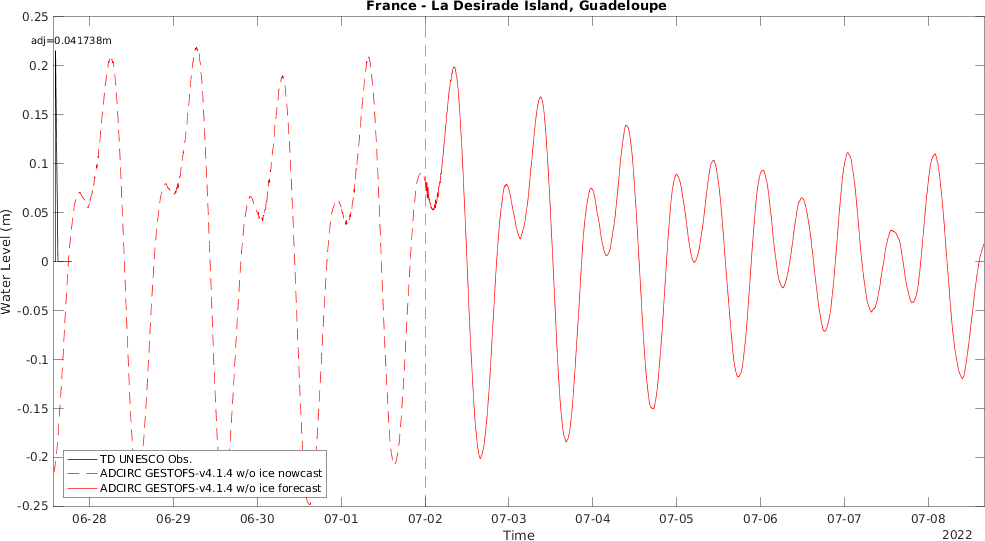 France - La Desirade Island, Guadeloupe
adj=0.041738m
0.25
0.2
0.15
0.1
0.05
0
-0.05
-0.1
-0.15
-0.2
-0.25
Water Level (m)
TD UNESCO Obs.
ADCIRC GESTOFS-v4.1.4 w/o ice nowcast
ADCIRC GESTOFS-v4.1.4 w/o ice forecast
06-28 06-29 06-30 07-01 07-02 07-03 07-04 07-05 07-06 07-07 07-08
Time
2022